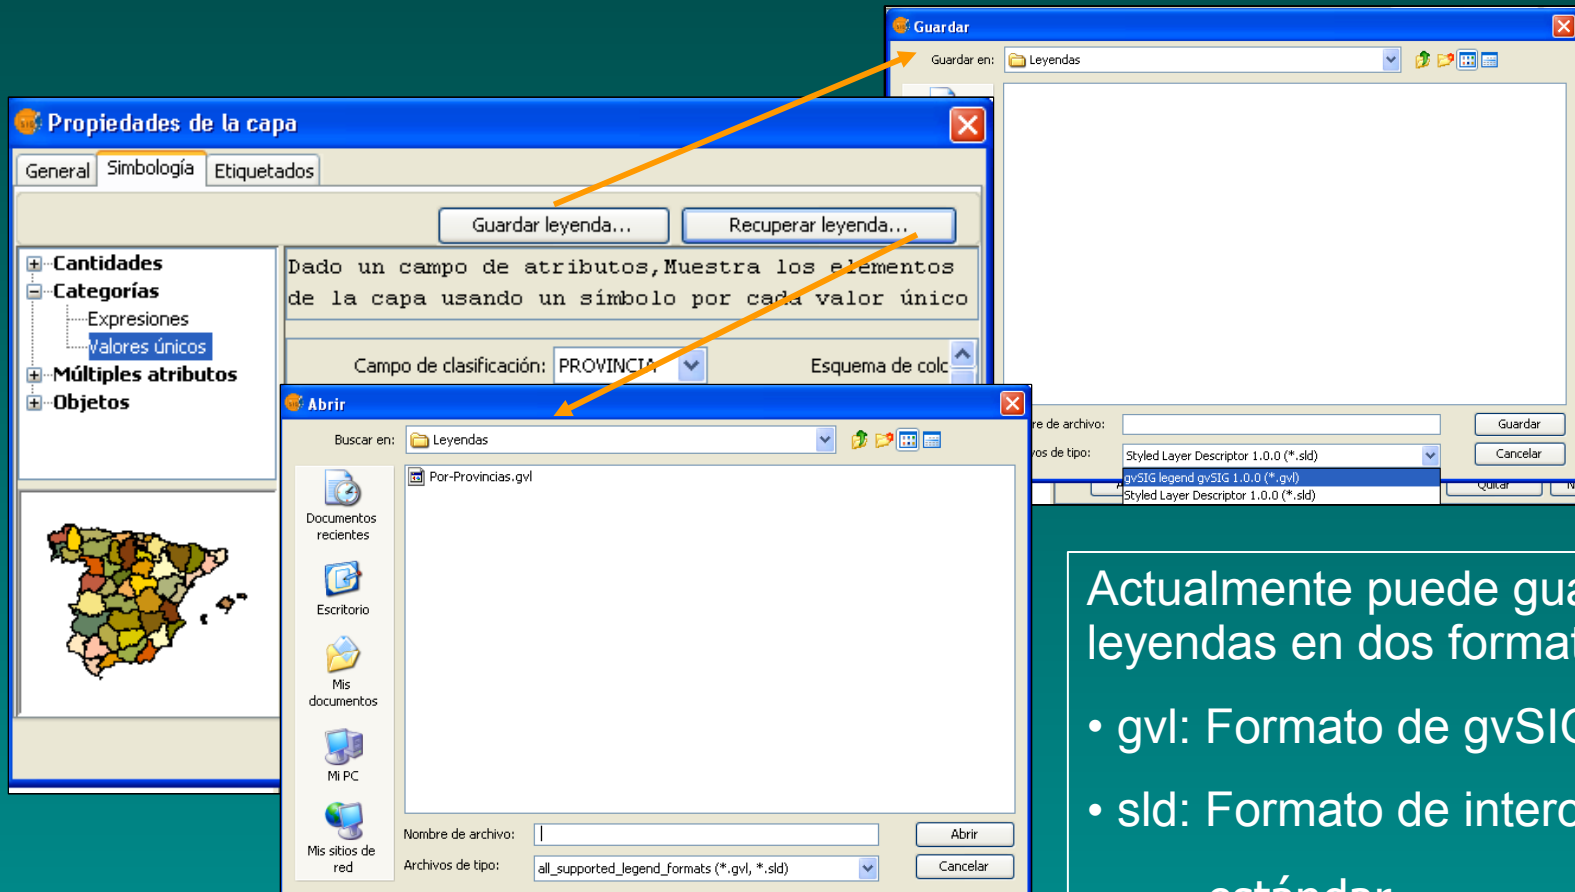 Guardar
Guardar en:
Leyendas
Propiedades de la capa
General
Simbología
Etiquetados
Guardar leyenda...
Recuperar leyenda...
Cantidades
Categorías
Expresiones
Valores únicos
Múltiples atributos
Objetos
Dado un campo de atributos,Muestra los elementos
de la capa usando un símbolo por cada valor único
Campo de clasificación:
PROVINCIA
Esquema de colo
re de archivo:
Guardar
vos de tipo:
Styled Layer Descriptor 1.0.0 (*.sld)
Cancelar
gvSIG legend gvSIG 1.0.0 (*.gvl)
Styled Layer Descriptor 1.0.0 (*.sld)
Quitar
Abrir
Buscar en:
Leyendas
Por-Provincias.gvl
Documentos
recientes
Escritorio
Mis
documentos
Mi PC
Mis sitios de
red
Nombre de archivo:
Abrir
Archivos de tipo:
all_supported_legend_formats (*.gvl, *.sld)
Cancelar
Actualmente puede gua
leyendas en dos format
• gvl: Formato de gvSIG
• sld: Formato de interc
estándar